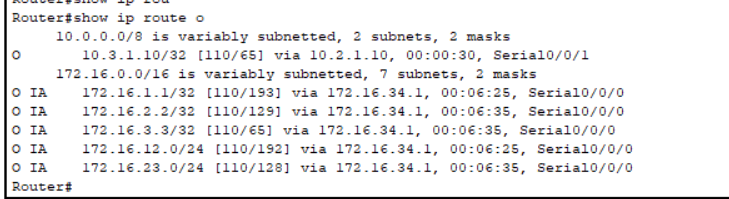 Router#show ip rou
Router#show ip route o
10.0.0.0/8 is variably subnetted, 2 subnets, 2 masks
O 10.3.1.10/32 [110/65] via 10.2.1.10, 00:00:30, Serial0/0/1
172.16.0.0/16 is variably subnetted, 7 subnets, 2 masks
O IA 172.16.1.1/32 [110/193] via 172.16.34.1, 00:06:25, Serial0/0/0
O IA 172.16.2.2/32 [110/129] via 172.16.34.1, 00:06:35, Serial0/0/0
O IA 172.16.3.3/32 [110/65] via 172.16.34.1, 00:06:35, Serial0/0/0
O IA 172.16.12.0/24 [110/192] via 172.16.34.1, 00:06:25, Serial0/0/0
O IA 172.16.23.0/24 [110/128] via 172.16.34.1, 00:06:35, Serial0/0/0
Router#